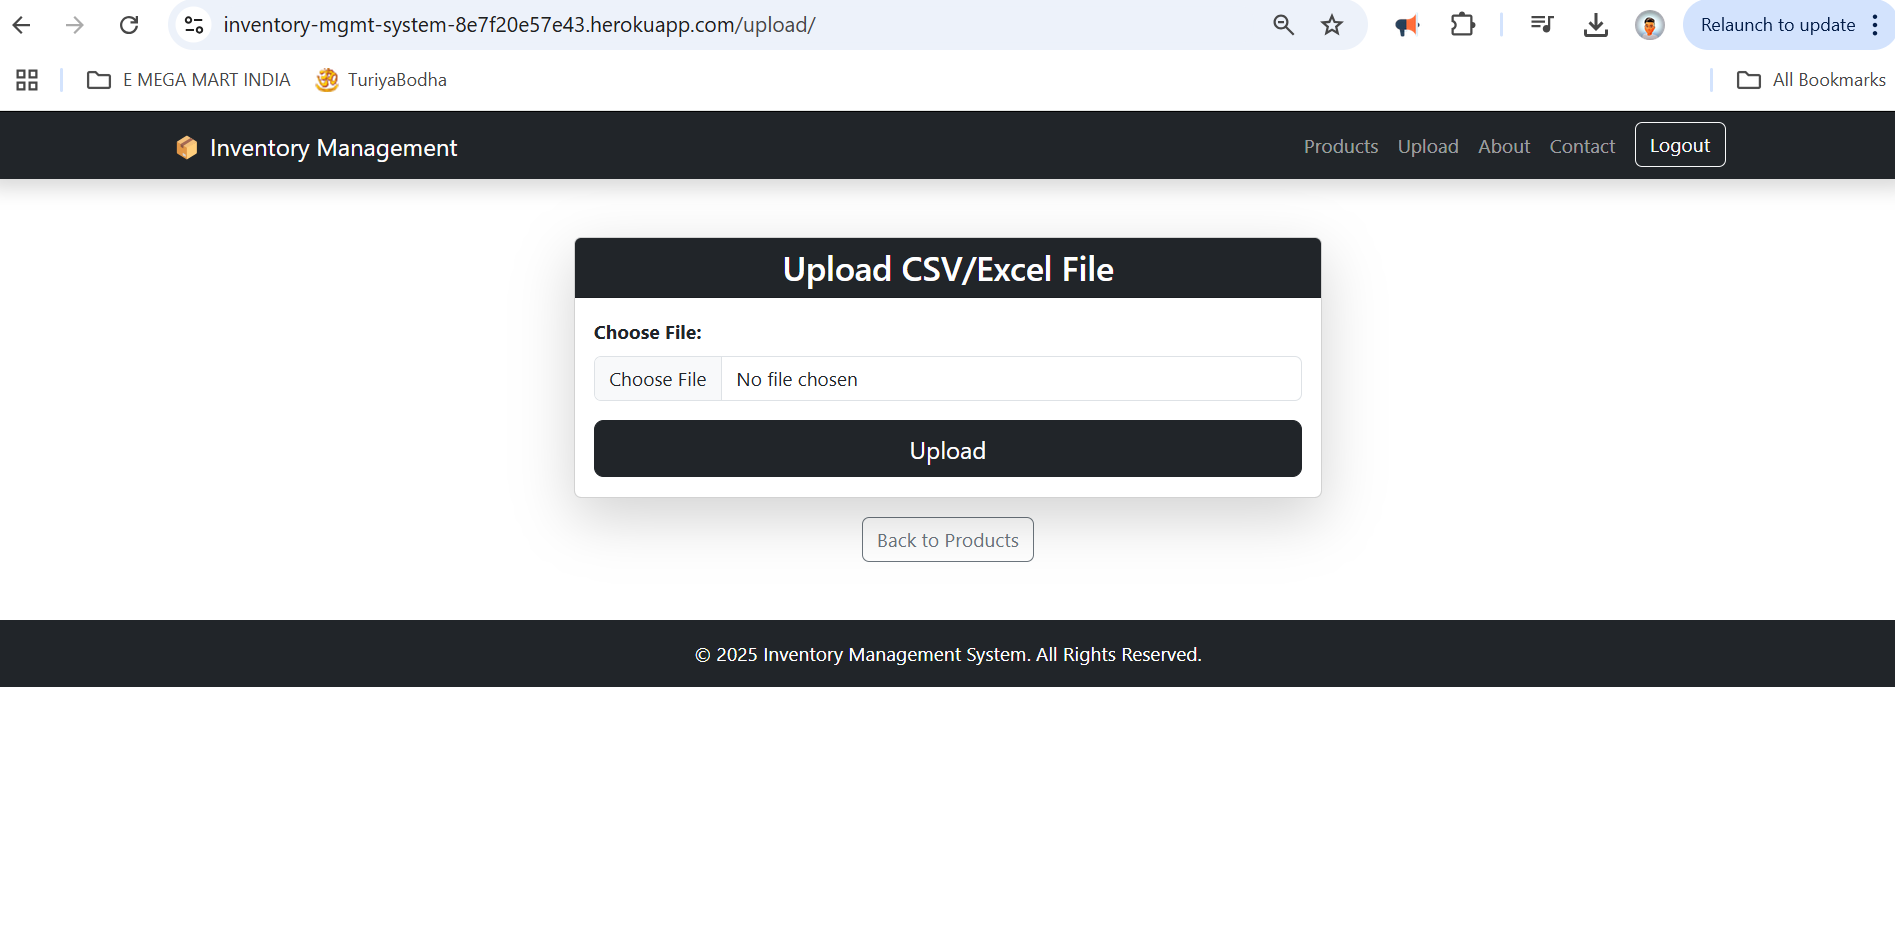 inventory-mgmt-system-8e7f20e57e43.herokuapp.com/upload/
Relaunch to update
E MEGA MART INDIA
TuriyaBodha
All Bookmarks
Inventory Management
Products
Upload
About
Contact
Logout
Upload CSV/Excel File
Choose File:
Choose File
No file chosen
Upload
Back to Products
© 2025 Inventory Management System. All Rights Reserved.